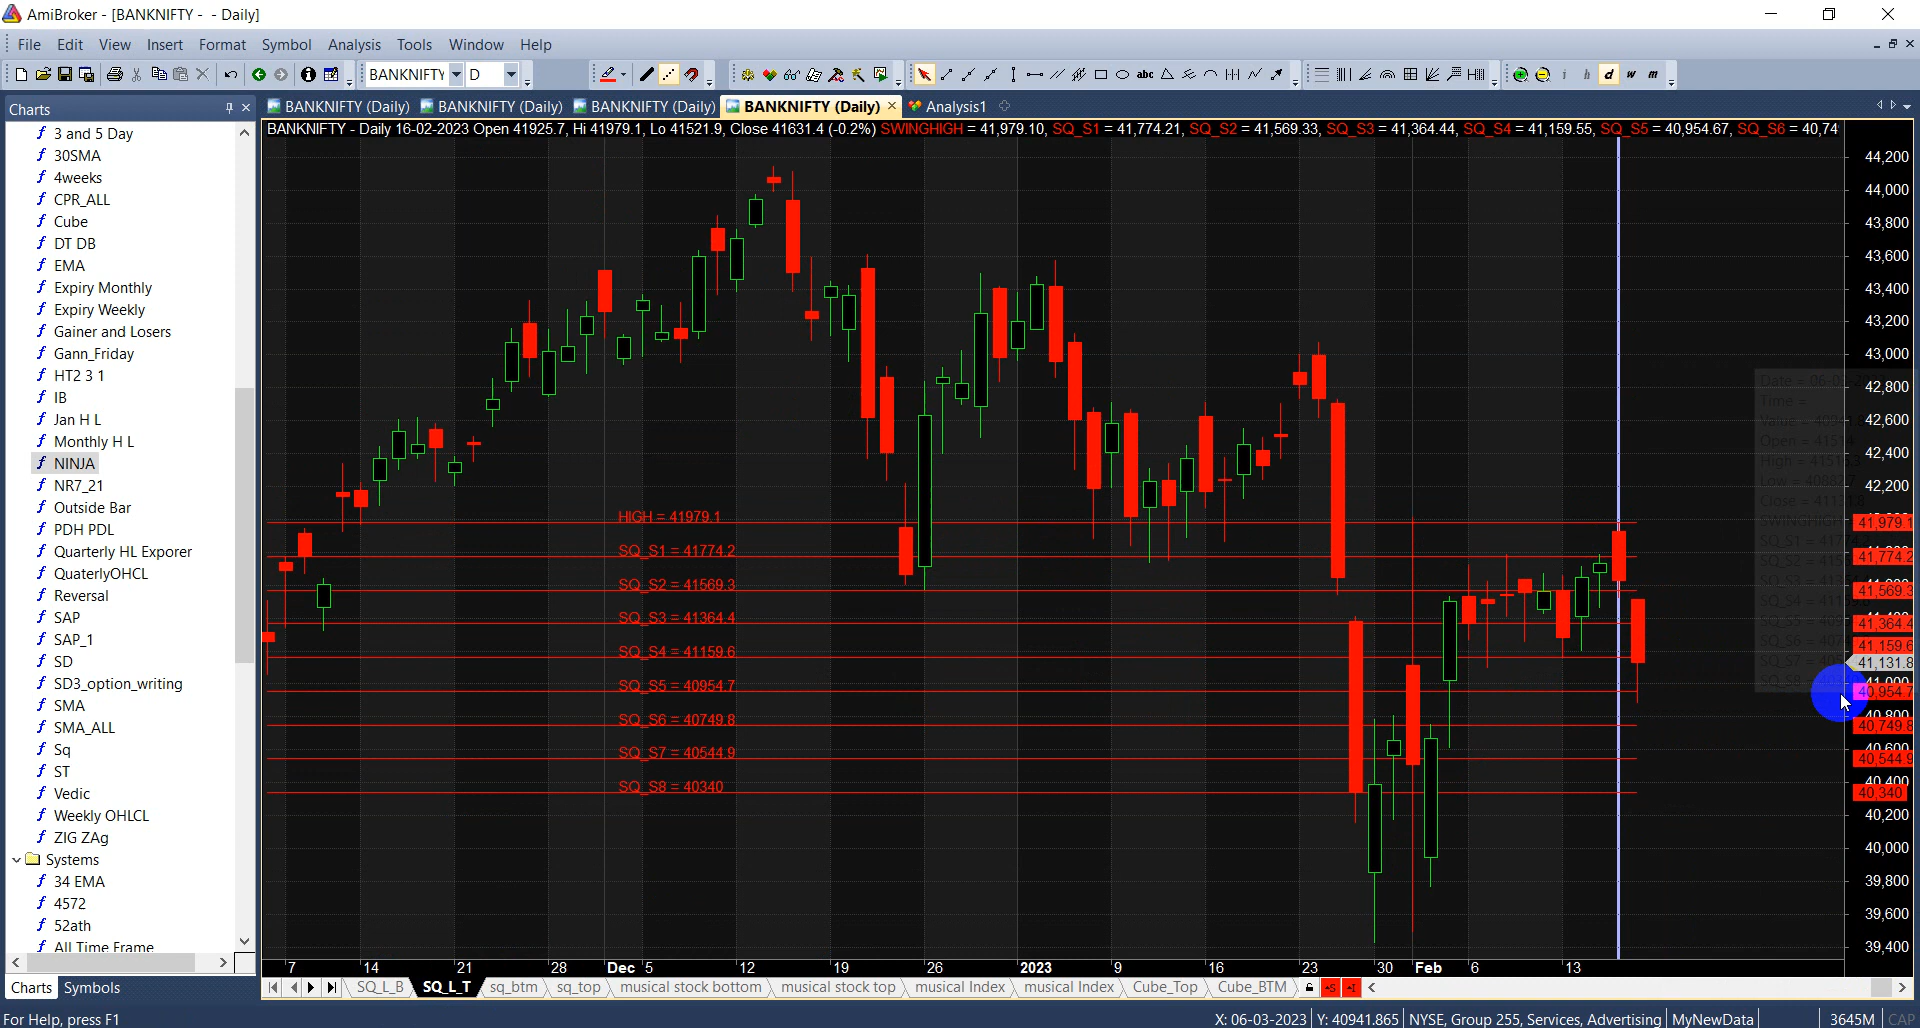 AmiBroker - [BANKNIFTY - - Daily]
File Edit View Insert Format Symbol Analysis Tools Window Help
BANKNIFTY D
abc
i h d w m
Charts
BANKNIFTY (Daily) BANKNIFTY (Daily) BANKNIFTY (Daily) BANKNIFTY (Daily) Analysis1
BANKNIFTY - Daily 16-02-2023 Open 41925.7, Hi 41979.1, Lo 41521.9, Close 41631.4 (-0.2%) SWINGHIGH = 41,979.10, SQ_S1 = 41,774.21, SQ_S2 = 41,569.33, SQ_S3 = 41,364.44, SQ_S4 = 41,159.55, SQ_S5 = 40,954.67, SQ_S6 = 40,74
3 and 5 Day
30SMA
4weeks
CPR_ALL
Cube
DT DB
EMA
Expiry Monthly
Expiry Weekly
Gainer and Losers
Gann_Friday
HT2 3 1
IB
Jan H L
Monthly H L
NINJA
NR7_21
Outside Bar
PDH PDL
Quarterly HL Exporer
QuaterlyOHCL
Reversal
SAP
SAP_1
SD
SD3_option_writing
SMA
SMA_ALL
Sq
ST
Vedic
Weekly OHLCL
ZIG ZAg
Systems
34 EMA
4572
52ath
All Time Frame
Charts Symbols
HIGH = 41979.1
SQ_S1 = 41774.2
SQ_S2 = 41569.3
SQ_S3 = 41364.4
SQ_S4 = 41159.6
SQ_S5 = 40954.7
SQ_S6 = 40749.8
SQ_S7 = 40544.9
SQ_S8 = 40340
44,200
44,000
43,800
43,600
43,400
43,200
43,000
42,800
42,600
42,400
42,200
41,979.1
41,774.2
41,569.3
41,364.4
41,159.6
41,131.8
41,000
40,954.7
40,800
40,749.8
40,600
40,544.9
40,400
40,340
40,200
40,000
39,800
39,600
39,400
7 14 21 28 Dec 5 12 19 26 2023 9 16 23 30 Feb 6 13
SQ_L_B SQ_L_T sq_btm sq_top musical stock bottom musical stock top musical Index musical Index Cube_Top Cube_BTM
For Help, press F1
X: 06-03-2023 Y: 40941.865 NYSE, Group 255, Services, Advertising MyNewData 3645M CAP